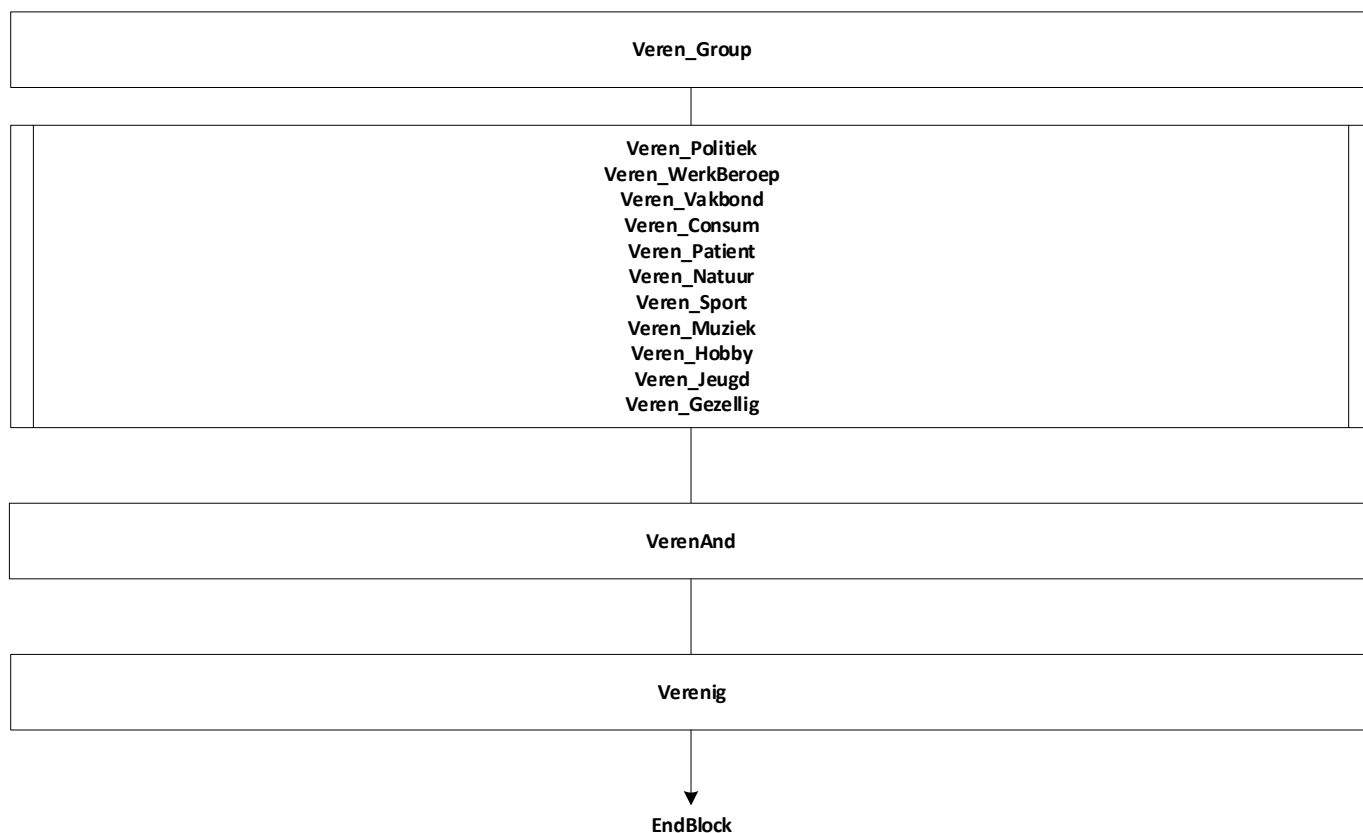 Veren_Group
Veren_Politiek
Veren_WerkBeroep
Veren_Vakbond
Veren_Consum
Veren_Patient
Veren_Natuur
Veren_Sport
Veren_Muziek
Veren_Hobby
Veren_Jeugd
Veren_Gezellig
VerenAnd
Verenig
EndBlock